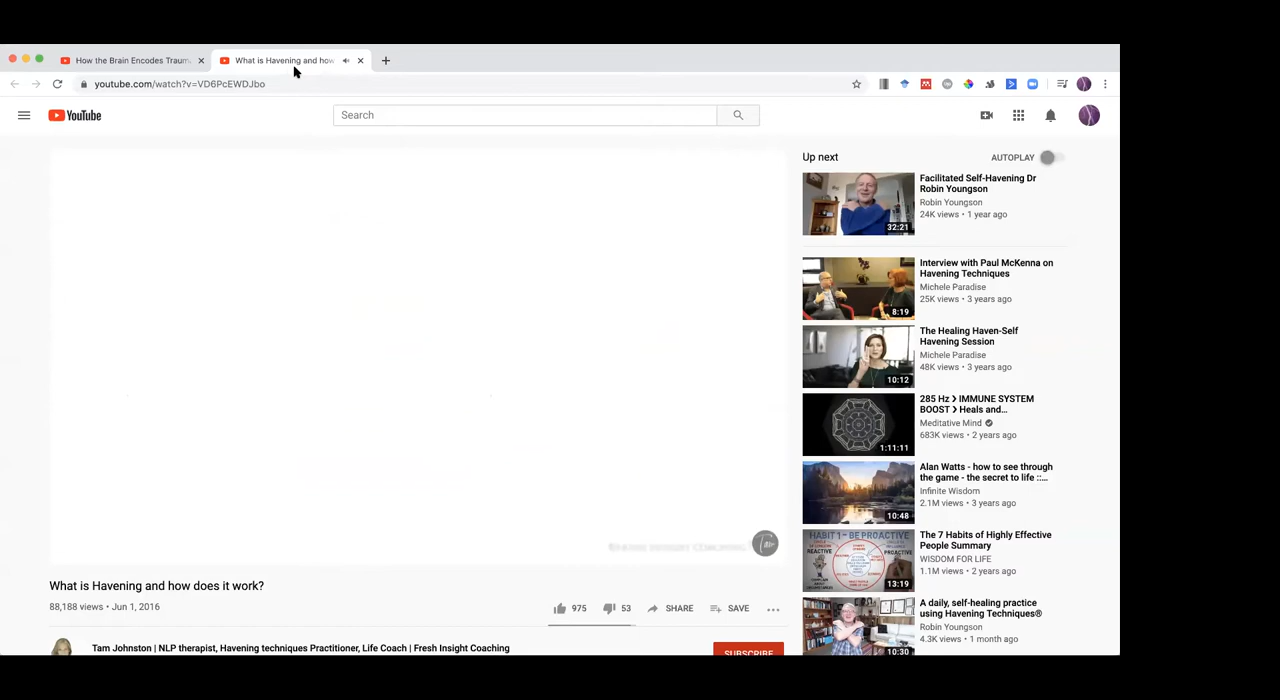 How the Brain Encodes Traum
What is Havening and how
youtube.com/watch?v=VD6PcEWDJbo
YouTube
Search
Up next
AUTOPLAY
Facilitated Self-Havening Dr
Robin Youngson
Robin Youngson
24K views • 1 year ago
32:21
Interview with Paul McKenna on
Havening Techniques
Michele Paradise
25K views • 3 years ago
8:19
The Healing Haven-Self
Havening Session
Michele Paradise
48K views • 3 years ago
10:12
285 Hz ❯ IMMUNE SYSTEM
BOOST ❯ Heals and...
Meditative Mind
683K views • 2 years ago
1:11:11
Alan Watts - how to see through
the game - the secret to life ::...
Infinite Wisdom
2.1M views • 3 years ago
10:48
The 7 Habits of Highly Effective
People Summary
WISDOM FOR LIFE
1.1M views • 2 years ago
HABIT 1 - BE PROACTIVE
REACTIVE
PROACTIVE
13:19
A daily, self-healing practice
using Havening Techniques®
Robin Youngson
4.3K views • 1 month ago
10:30
What is Havening and how does it work?
88,188 views • Jun 1, 2016
975
53
SHARE
SAVE
Tam Johnston | NLP therapist, Havening techniques Practitioner, Life Coach | Fresh Insight Coaching
SUBSCRIBE